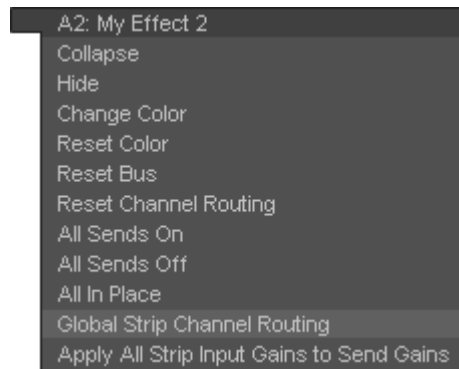 A2: My Effect 2
Collapse
Hide
Change Color
Reset Color
Reset Bus
Reset Channel Routing
All Sends On
All Sends Off
All In Place
Global Strip Channel Routing
Apply All Strip Input Gains to Send Gains